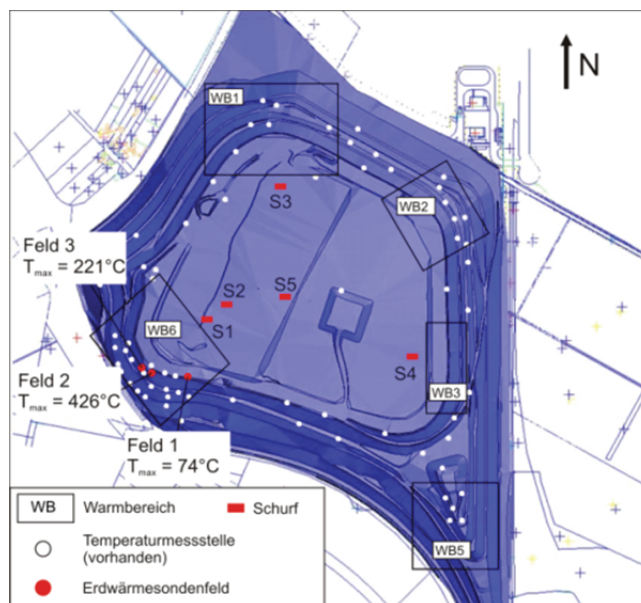 N
WB1
WB2
S3
Feld 3
Tmax = 221°C
S2
S5
WB6
S1
S4
WB3
Feld 2
Tmax = 426°C
Feld 1
Tmax = 74°C
WB5
WB Warmbereich
Schurf
Temperaturmessstelle
(vorhanden)
Erdwärmesondenfeld